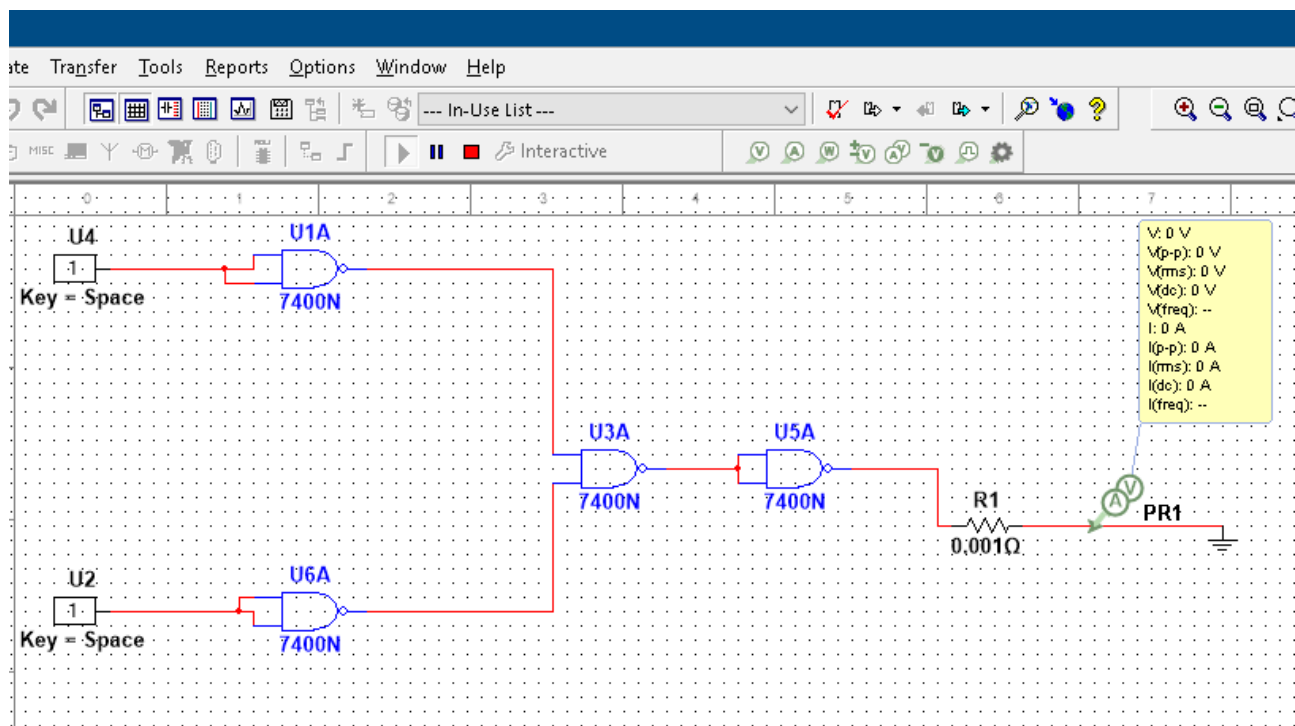 ate Transfer Tools Reports Options Window Help
--- In-Use List ---
MISC Interactive
0 1 2 3 4 5 6 7
U4
1
Key = Space
U1A
7400N
V: 0 V
V(p-p): 0 V
V(rms): 0 V
V(dc): 0 V
V(freq): --
I: 0 A
I(p-p): 0 A
I(rms): 0 A
I(dc): 0 A
I(freq): --
U3A
7400N
U5A
7400N
V
A
PR1
R1
0.001Ω
U2
1
Key = Space
U6A
7400N